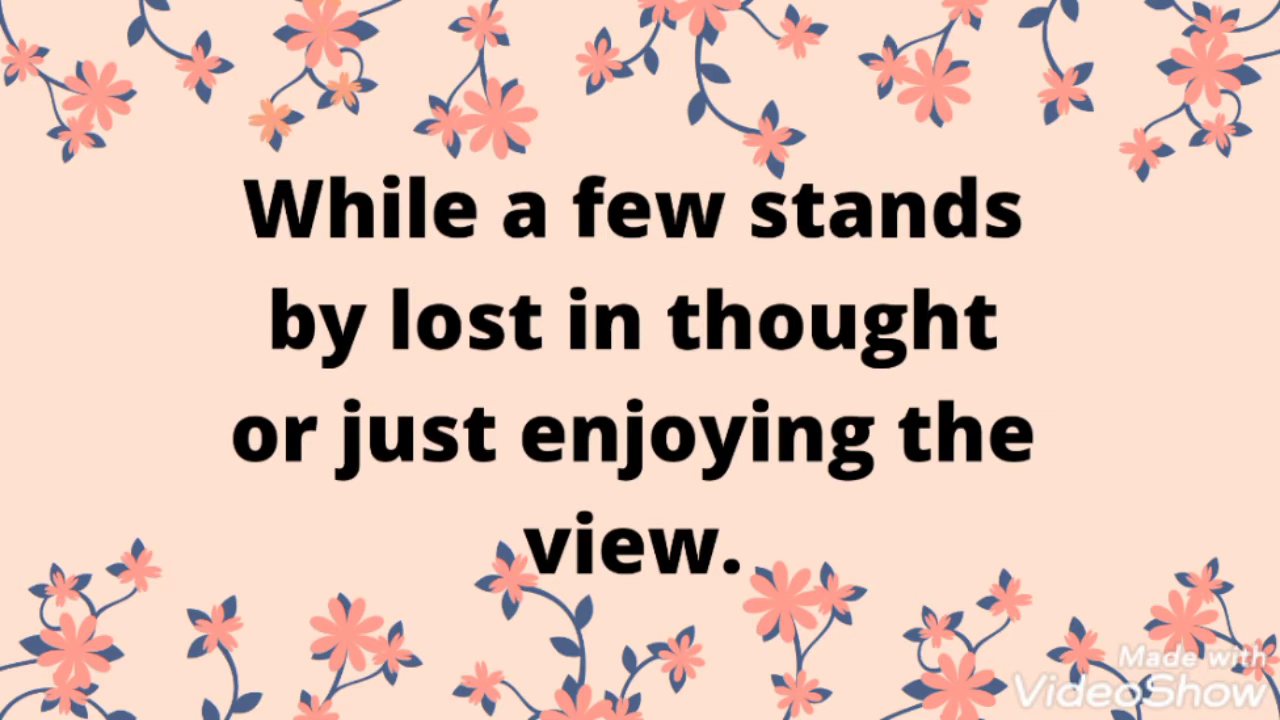 While a few stands
by lost in thought
or just enjoying the
view.
Made with
VideoShow